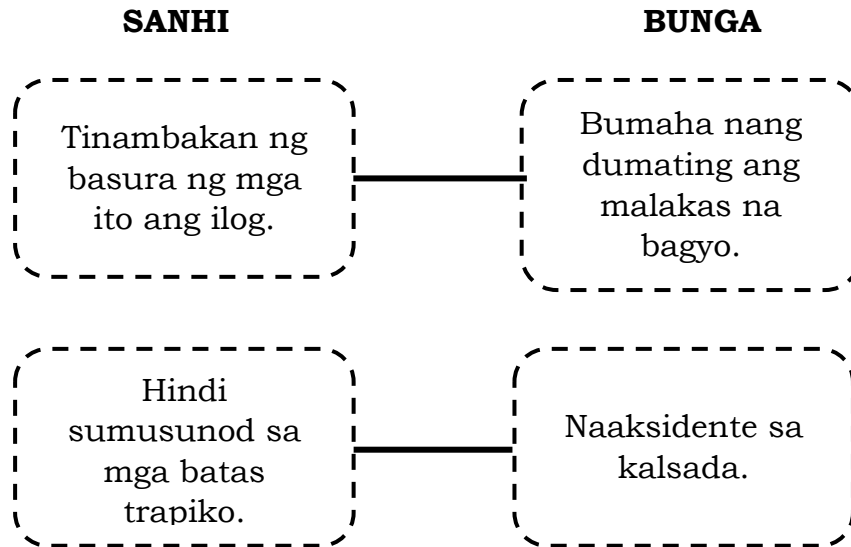 SANHI
BUNGA
Tinambakan ng
basura ng mga
ito ang ilog.
Bumaha nang
dumating ang
malakas na
bagyo.
Hindi
sumusunod sa
mga batas
trapiko.
Naaksidente sa
kalsada.